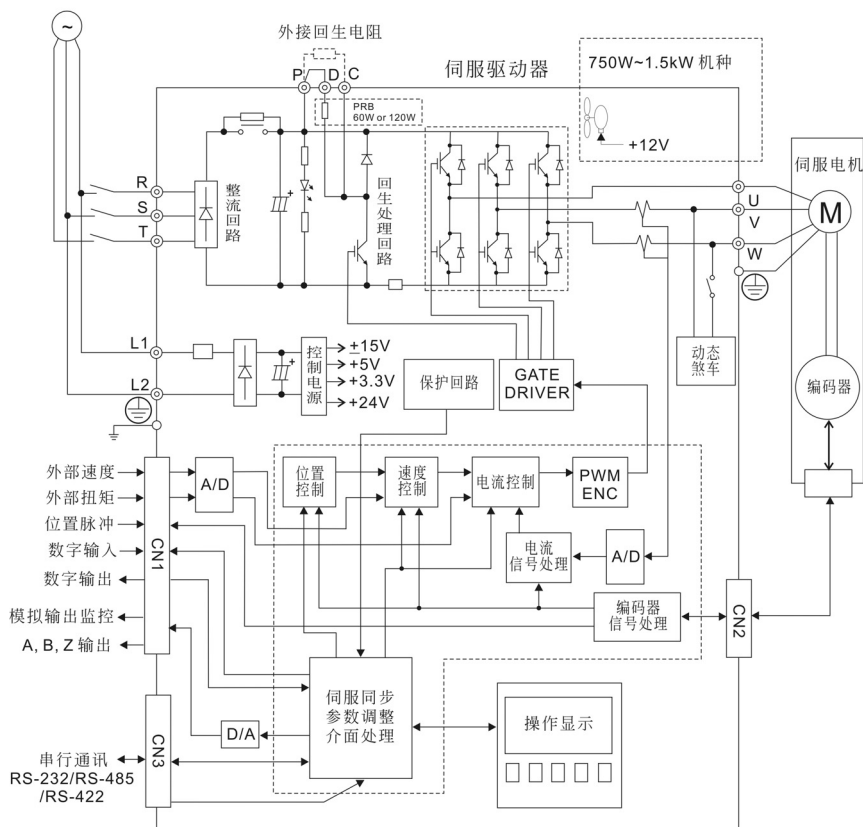 ~
外接回生电阻
P
D
C
伺服驱动器
750W~1.5kW 机种
PRB
60W or 120W
+12V
伺服电机
R
S
T
整流回路
+
回生处理回路
U
V
W
M
L1
L2
+
控制电源
±15V
+5V
+3.3V
+24V
保护回路
GATE
DRIVER
动态
煞车
编码器
外部速度
外部扭矩
位置脉冲
数字输入
数字输出
模拟输出监控
A, B, Z 输出
CN1
A/D
位置
控制
速度
控制
电流控制
PWM
ENC
电流
信号处理
A/D
编码器
信号处理
CN2
伺服同步
参数调整
介面处理
D/A
操作显示
串行通讯
RS-232/RS-485
/RS-422
CN3